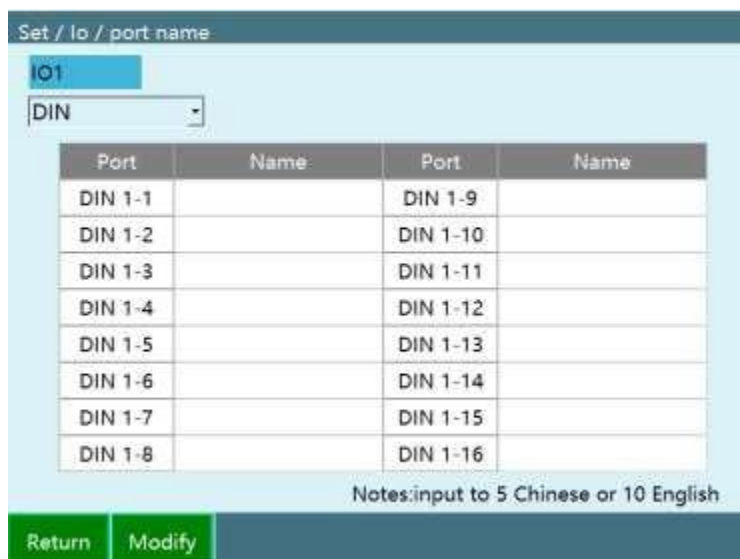 Set / Io / port name
IO1
DIN
Port Name Port Name
DIN 1-1 DIN 1-9
DIN 1-2 DIN 1-10
DIN 1-3 DIN 1-11
DIN 1-4 DIN 1-12
DIN 1-5 DIN 1-13
DIN 1-6 DIN 1-14
DIN 1-7 DIN 1-15
DIN 1-8 DIN 1-16
Notes:input to 5 Chinese or 10 English
Return Modify